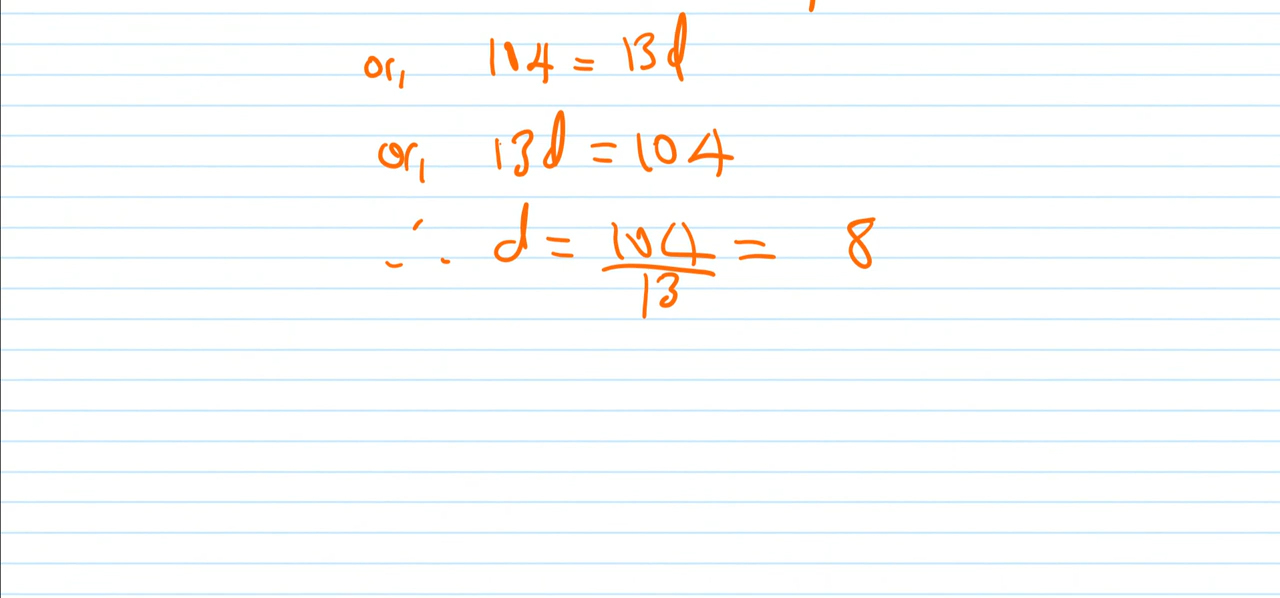 or, 104 = 13d
or, 13d = 104
∴ d = 104/13 = 8